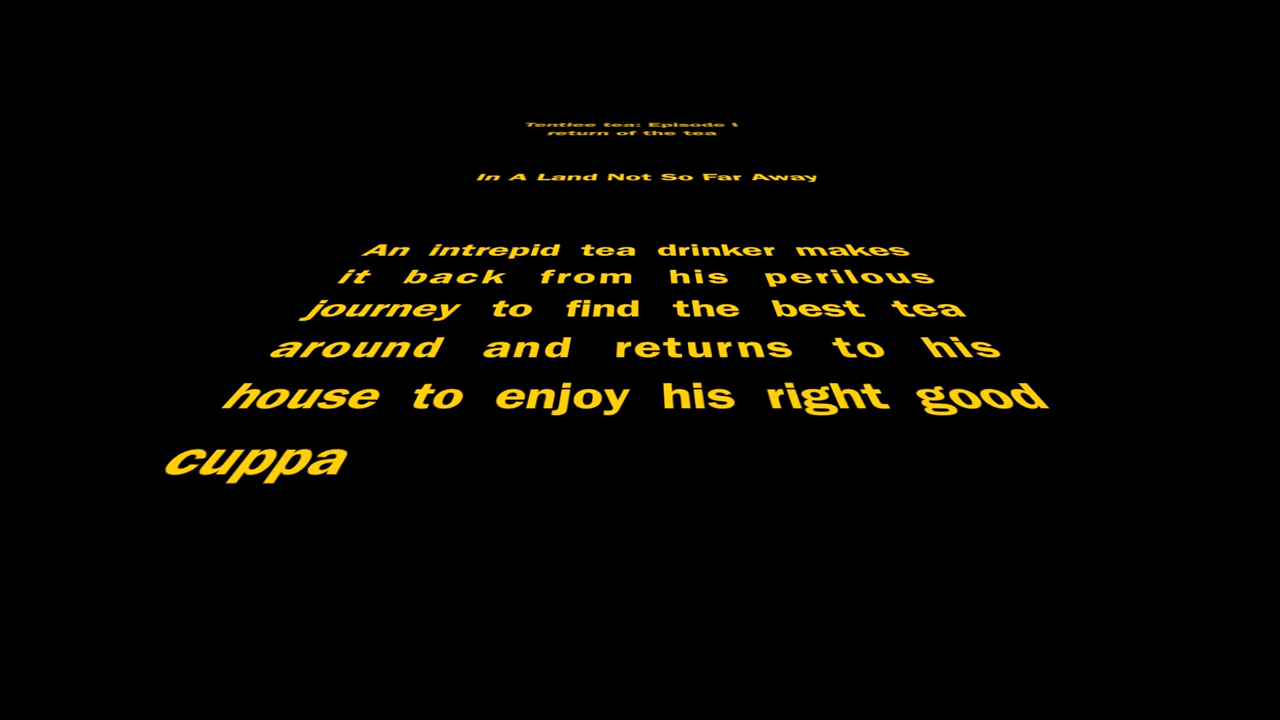 Tentlee tea: Episode I
return of the tea
In A Land Not So Far Away
An intrepid tea drinker makes
it back from his perilous
journey to find the best tea
around and returns to his
house to enjoy his right good
cuppa